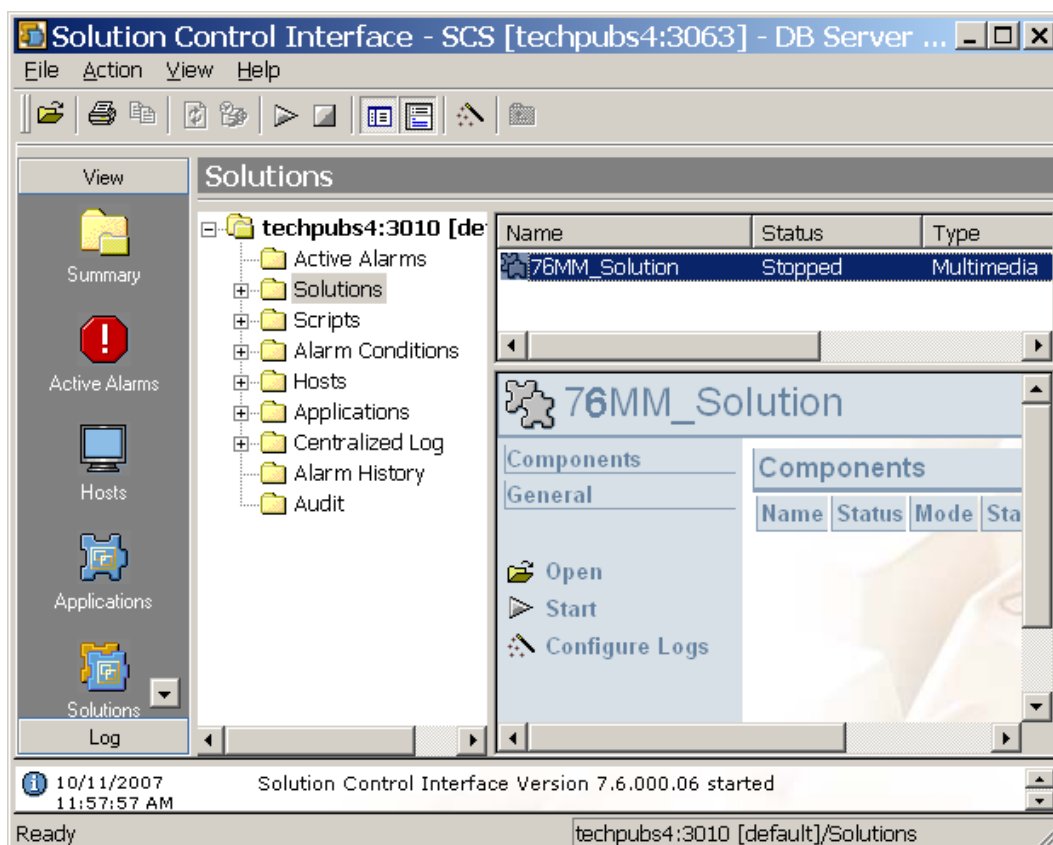 Solution Control Interface - SCS [techpubs4:3063] - DB Server ...
File Action View Help
View
Solutions
Summary
Active Alarms
Hosts
Applications
Solutions
Log
techpubs4:3010 [de
Active Alarms
Solutions
Scripts
Alarm Conditions
Hosts
Applications
Centralized Log
Alarm History
Audit
Name Status Type
76MM_Solution Stopped Multimedia
76MM_Solution
Components
General
Open
Start
Configure Logs
Components
Name Status Mode Sta
10/11/2007 Solution Control Interface Version 7.6.000.06 started
11:57:57 AM
Ready techpubs4:3010 [default]/Solutions